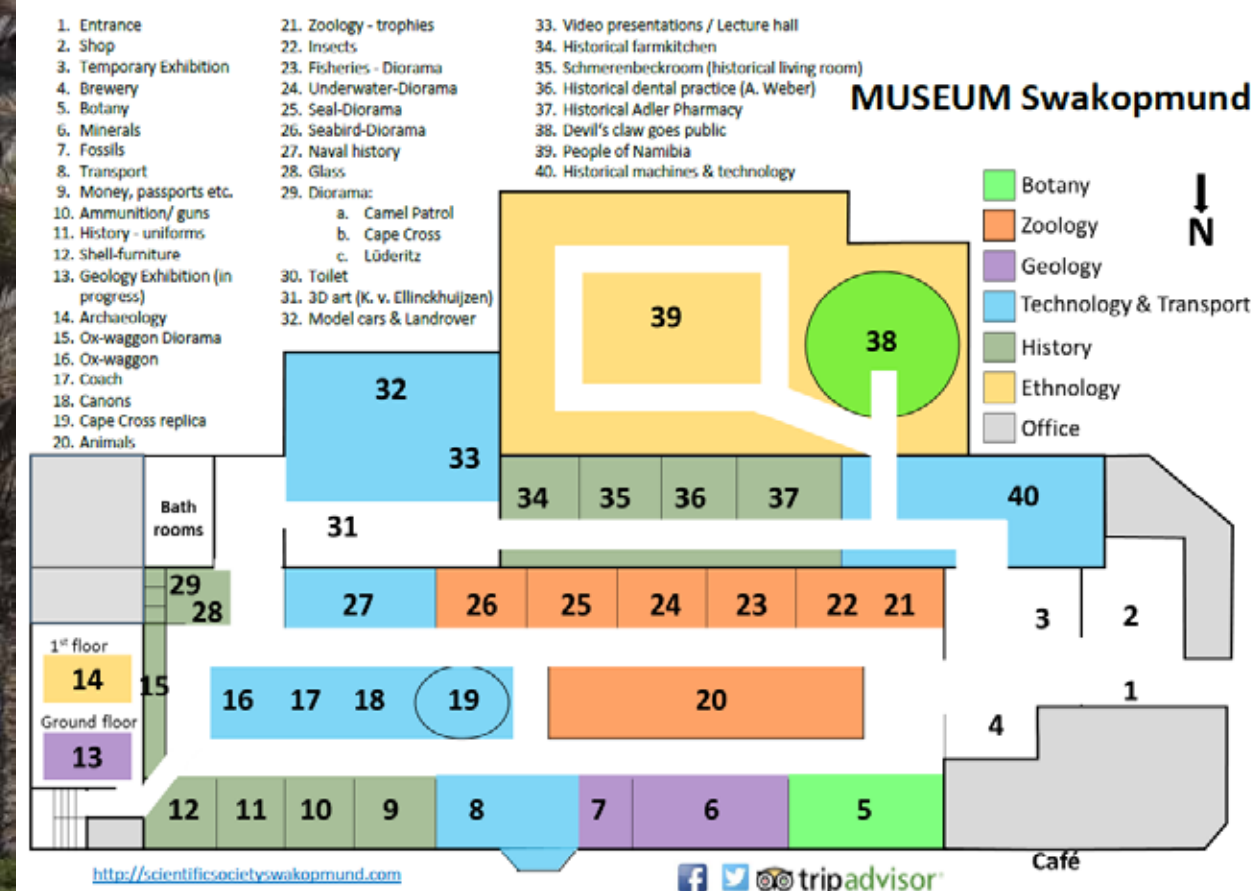 1. Entrance
2. Shop
3. Temporary Exhibition
4. Brewery
5. Botany
6. Minerals
7. Fossils
8. Transport
9. Money, passports etc.
10. Ammunition/ guns
11. History - uniforms
12. Shell-furniture
13. Geology Exhibition (in
progress)
14. Archaeology
15. Ox-waggon Diorama
16. Ox-waggon
17. Coach
18. Canons
19. Cape Cross replica
20. Animals
21. Zoology - trophies
22. Insects
23. Fisheries - Diorama
24. Underwater-Diorama
25. Seal-Diorama
26. Seabird-Diorama
27. Naval history
28. Glass
29. Diorama:
a. Camel Patrol
b. Cape Cross
c. Lüderitz
30. Toilet
31. 3D art (K. v. Ellinckhuijzen)
32. Model cars & Landrover
33. Video presentations / Lecture hall
34. Historical farmkitchen
35. Schmerenbeckroom (historical living room)
36. Historical dental practice (A. Weber)
37. Historical Adler Pharmacy
38. Devil's claw goes public
39. People of Namibia
40. Historical machines & technology
MUSEUM Swakopmund
Botany
Zoology
Geology
Technology & Transport
History
Ethnology
Office
N
39
38
32
33
34
35
36
37
40
Bath
rooms
31
29
28
27
26
25
24
23
22
21
3
2
1st floor
14
15
16
17
18
19
20
1
Ground floor
13
4
12
11
10
9
8
7
6
5
Café
http://scientificsocietyswakopmund.com
tripadvisor